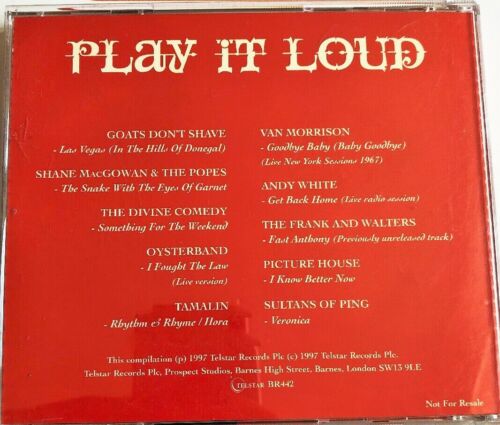 PLAY IT LOUD
GOATS DON'T SHAVE
- Las Vegas (In The Hills Of Donegal)
SHANE MACGOWAN & THE POPES
- The Snake With The Eyes Of Garnet
THE DIVINE COMEDY
- Something For The Weekend
OYSTERBAND
- I Fought The Law
(Live version)
TAMALIN
- Rhythm & Rhyme / Hora
VAN MORRISON
- Goodbye Baby (Baby Goodbye)
(Live New York Sessions 1967)
ANDY WHITE
- Get Back Home (Live radio session)
THE FRANK AND WALTERS
- Fast Anthony (Previously unreleased track)
PICTURE HOUSE
- I Know Better Now
SULTANS OF PING
- Veronica
This compilation (p) 1997 Telstar Records Plc (c) 1997 Telstar Records Plc.
Telstar Records Plc, Prospect Studios, Barnes High Street, Barnes, London SW13 9LE
TELSTAR BR442
Not For Resale